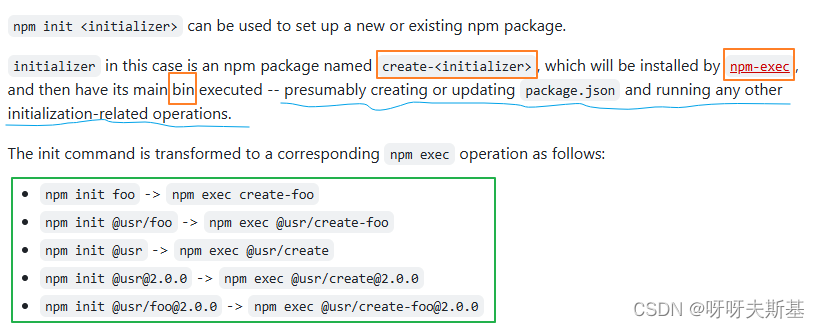 npm init <initializer> can be used to set up a new or existing npm package.
initializer in this case is an npm package named create-<initializer>, which will be installed by npm-exec,
and then have its main bin executed -- presumably creating or updating package.json and running any other
initialization-related operations.
The init command is transformed to a corresponding npm exec operation as follows:
• npm init foo -> npm exec create-foo
• npm init @usr/foo -> npm exec @usr/create-foo
• npm init @usr -> npm exec @usr/create
• npm init @usr@2.0.0 -> npm exec @usr/create@2.0.0
• npm init @usr/foo@2.0.0 -> npm exec @usr/create-foo@2.0.0
CSDN @呀呀夫斯基